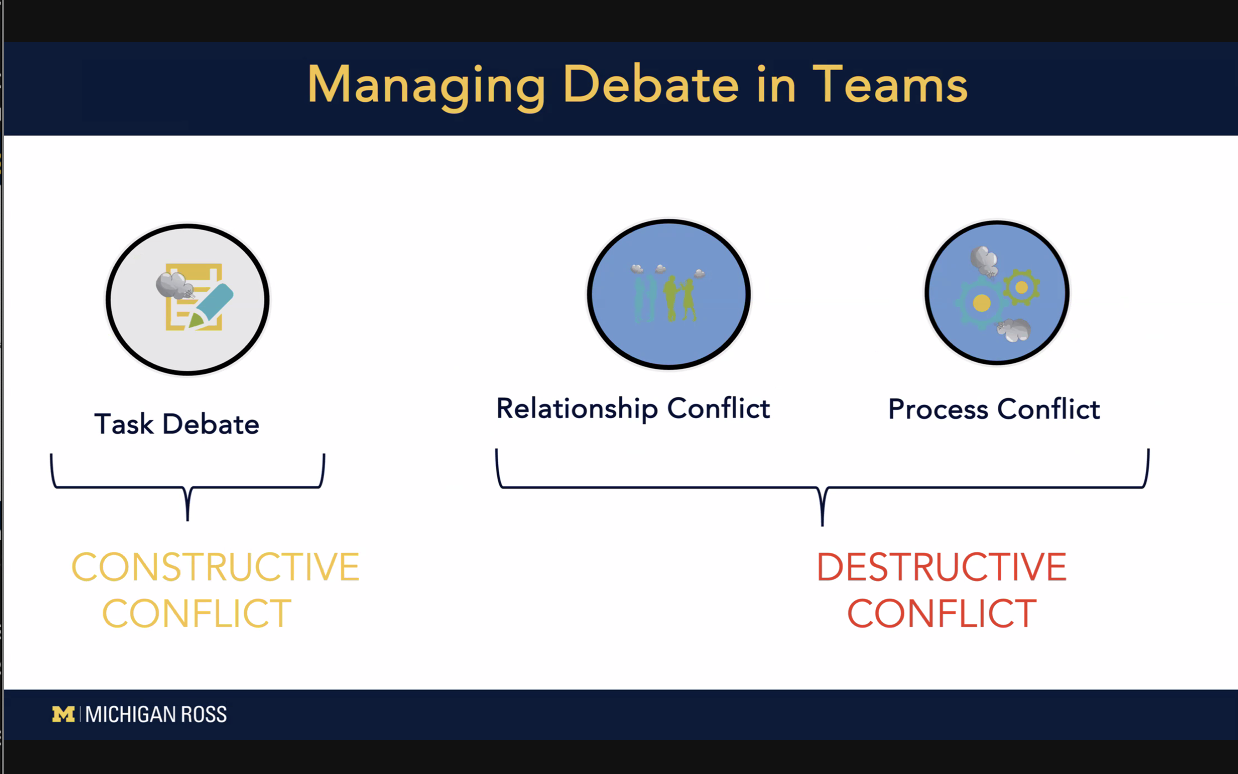 Managing Debate in Teams
Task Debate
Relationship Conflict
Process Conflict
CONSTRUCTIVE
CONFLICT
DESTRUCTIVE
CONFLICT
M | MICHIGAN ROSS